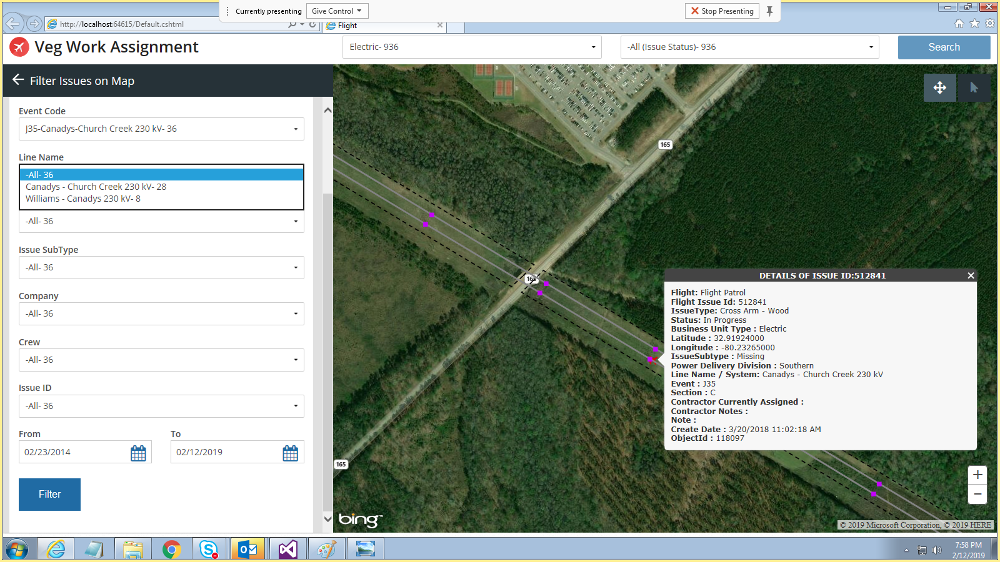 Currently presenting
Give Control
Stop Presenting
http://localhost:64615/Default.cshtml
Flight
Veg Work Assignment
Electric- 936
-All (Issue Status)- 936
Search
Filter Issues on Map
Event Code
J35-Canadys-Church Creek 230 kV- 36
Line Name
-All- 36
Canadys - Church Creek 230 kV- 28
Williams - Canadys 230 kV- 8
-All- 36
Issue SubType
-All- 36
Company
-All- 36
Crew
-All- 36
Issue ID
-All- 36
From
To
02/23/2014
02/12/2019
Filter
165
165
165
DETAILS OF ISSUE ID:512841
Flight: Flight Patrol
Flight Issue Id: 512841
IssueType: Cross Arm - Wood
Status: In Progress
Business Unit Type : Electric
Latitude : 32.91924000
Longitude : -80.23265000
IssueSubtype : Missing
Power Delivery Division : Southern
Line Name / System: Canadys - Church Creek 230 kV
Event : J35
Section : C
Contractor Currently Assigned :
Contractor Notes :
Note :
Create Date : 3/20/2018 11:02:18 AM
ObjectId : 118097
bing™
© 2019 Microsoft Corporation, © 2019 HERE
7:58 PM
2/12/2019